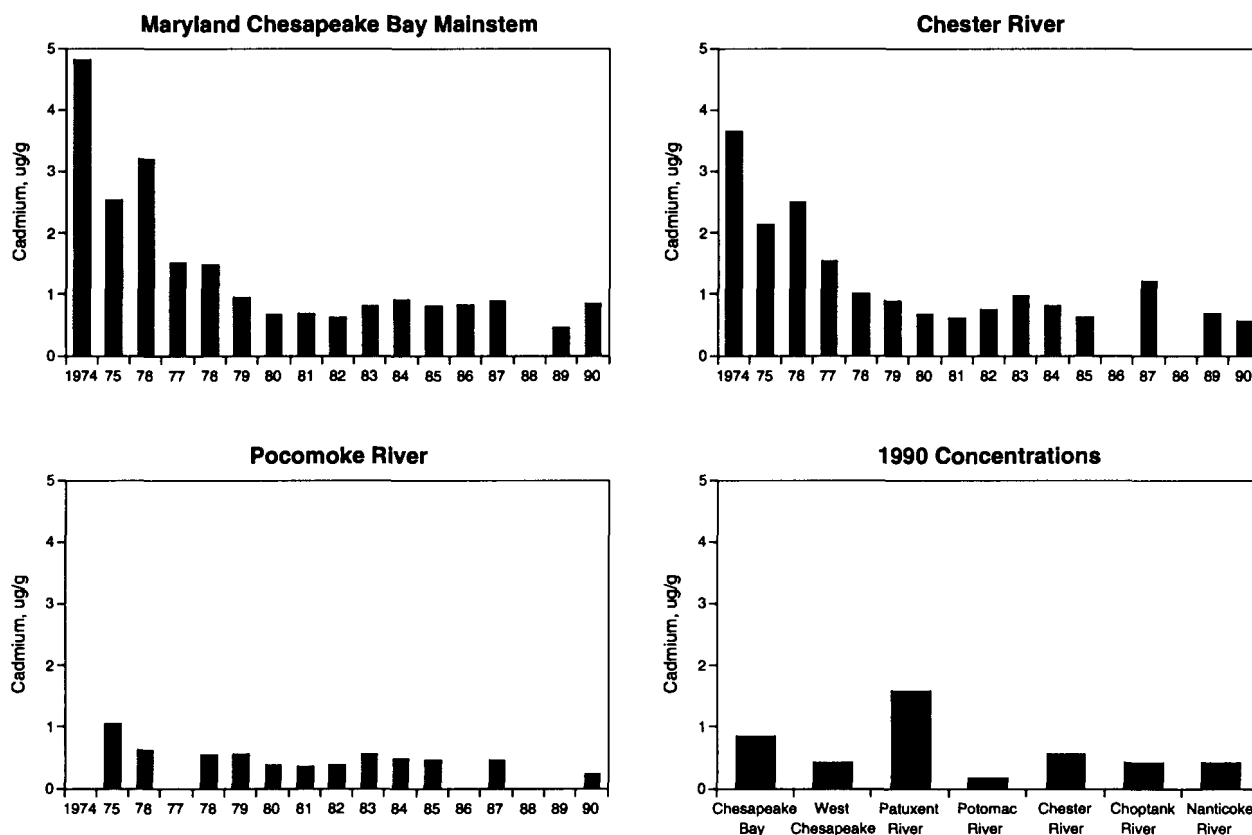 Maryland Chesapeake Bay Mainstem
Cadmium, ug/g
5
4
3
2
1
0
1974 75 76 77 78 79 80 81 82 83 84 85 86 87 88 89 90
Chester River
Cadmium, ug/g
5
4
3
2
1
0
1974 75 76 77 78 79 80 81 82 83 84 85 86 87 86 89 90
Pocomoke River
Cadmium, ug/g
5
4
3
2
1
0
1974 75 76 77 78 79 80 81 82 83 84 85 86 87 88 89 90
1990 Concentrations
Cadmium, ug/g
5
4
3
2
1
0
Chesapeake West Patuxent Potomac Chester Choptank Nanticoke
Bay Chesapeake River River River River River